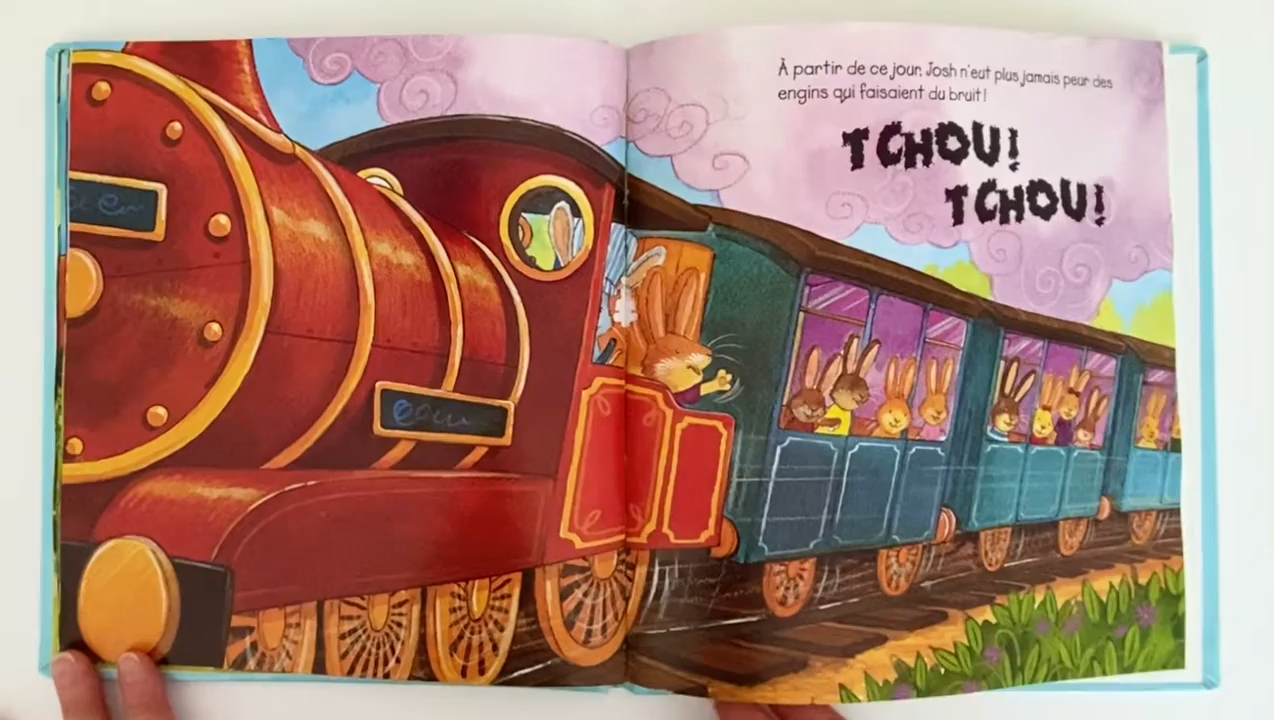 À partir de ce jour, Josh n'eut plus jamais peur des
engins qui faisaient du bruit!
TCHOU!
TCHOU!